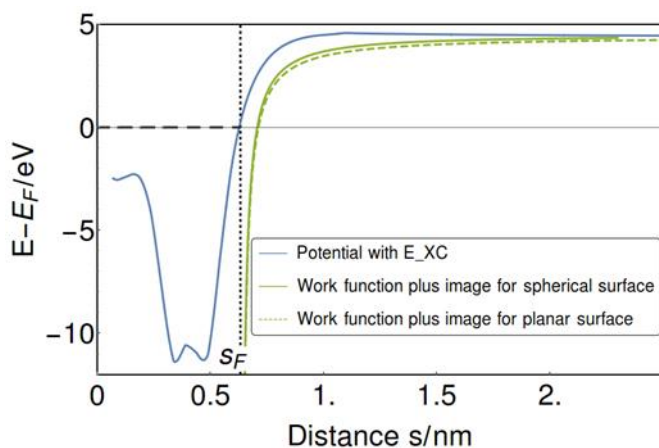 5
0
−5
−10
E−E_F/eV
s_F
Potential with E_XC
Work function plus image for spherical surface
Work function plus image for planar surface
0 0.5 1. 1.5 2.
Distance s/nm